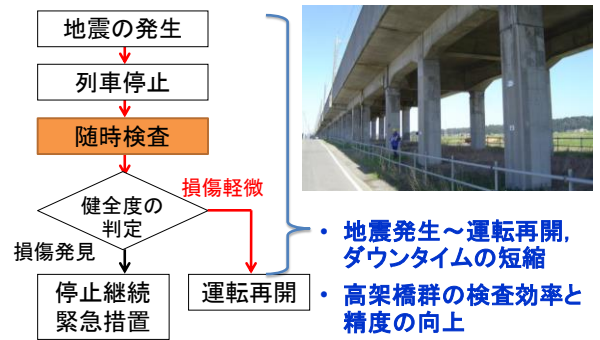 地震の発生
列車停止
随時検査
健全度の
判定
損傷軽微
損傷発見
停止継続
緊急措置
運転再開
・ 地震発生～運転再開,
ダウンタイムの短縮
・ 高架橋群の検査効率と
精度の向上